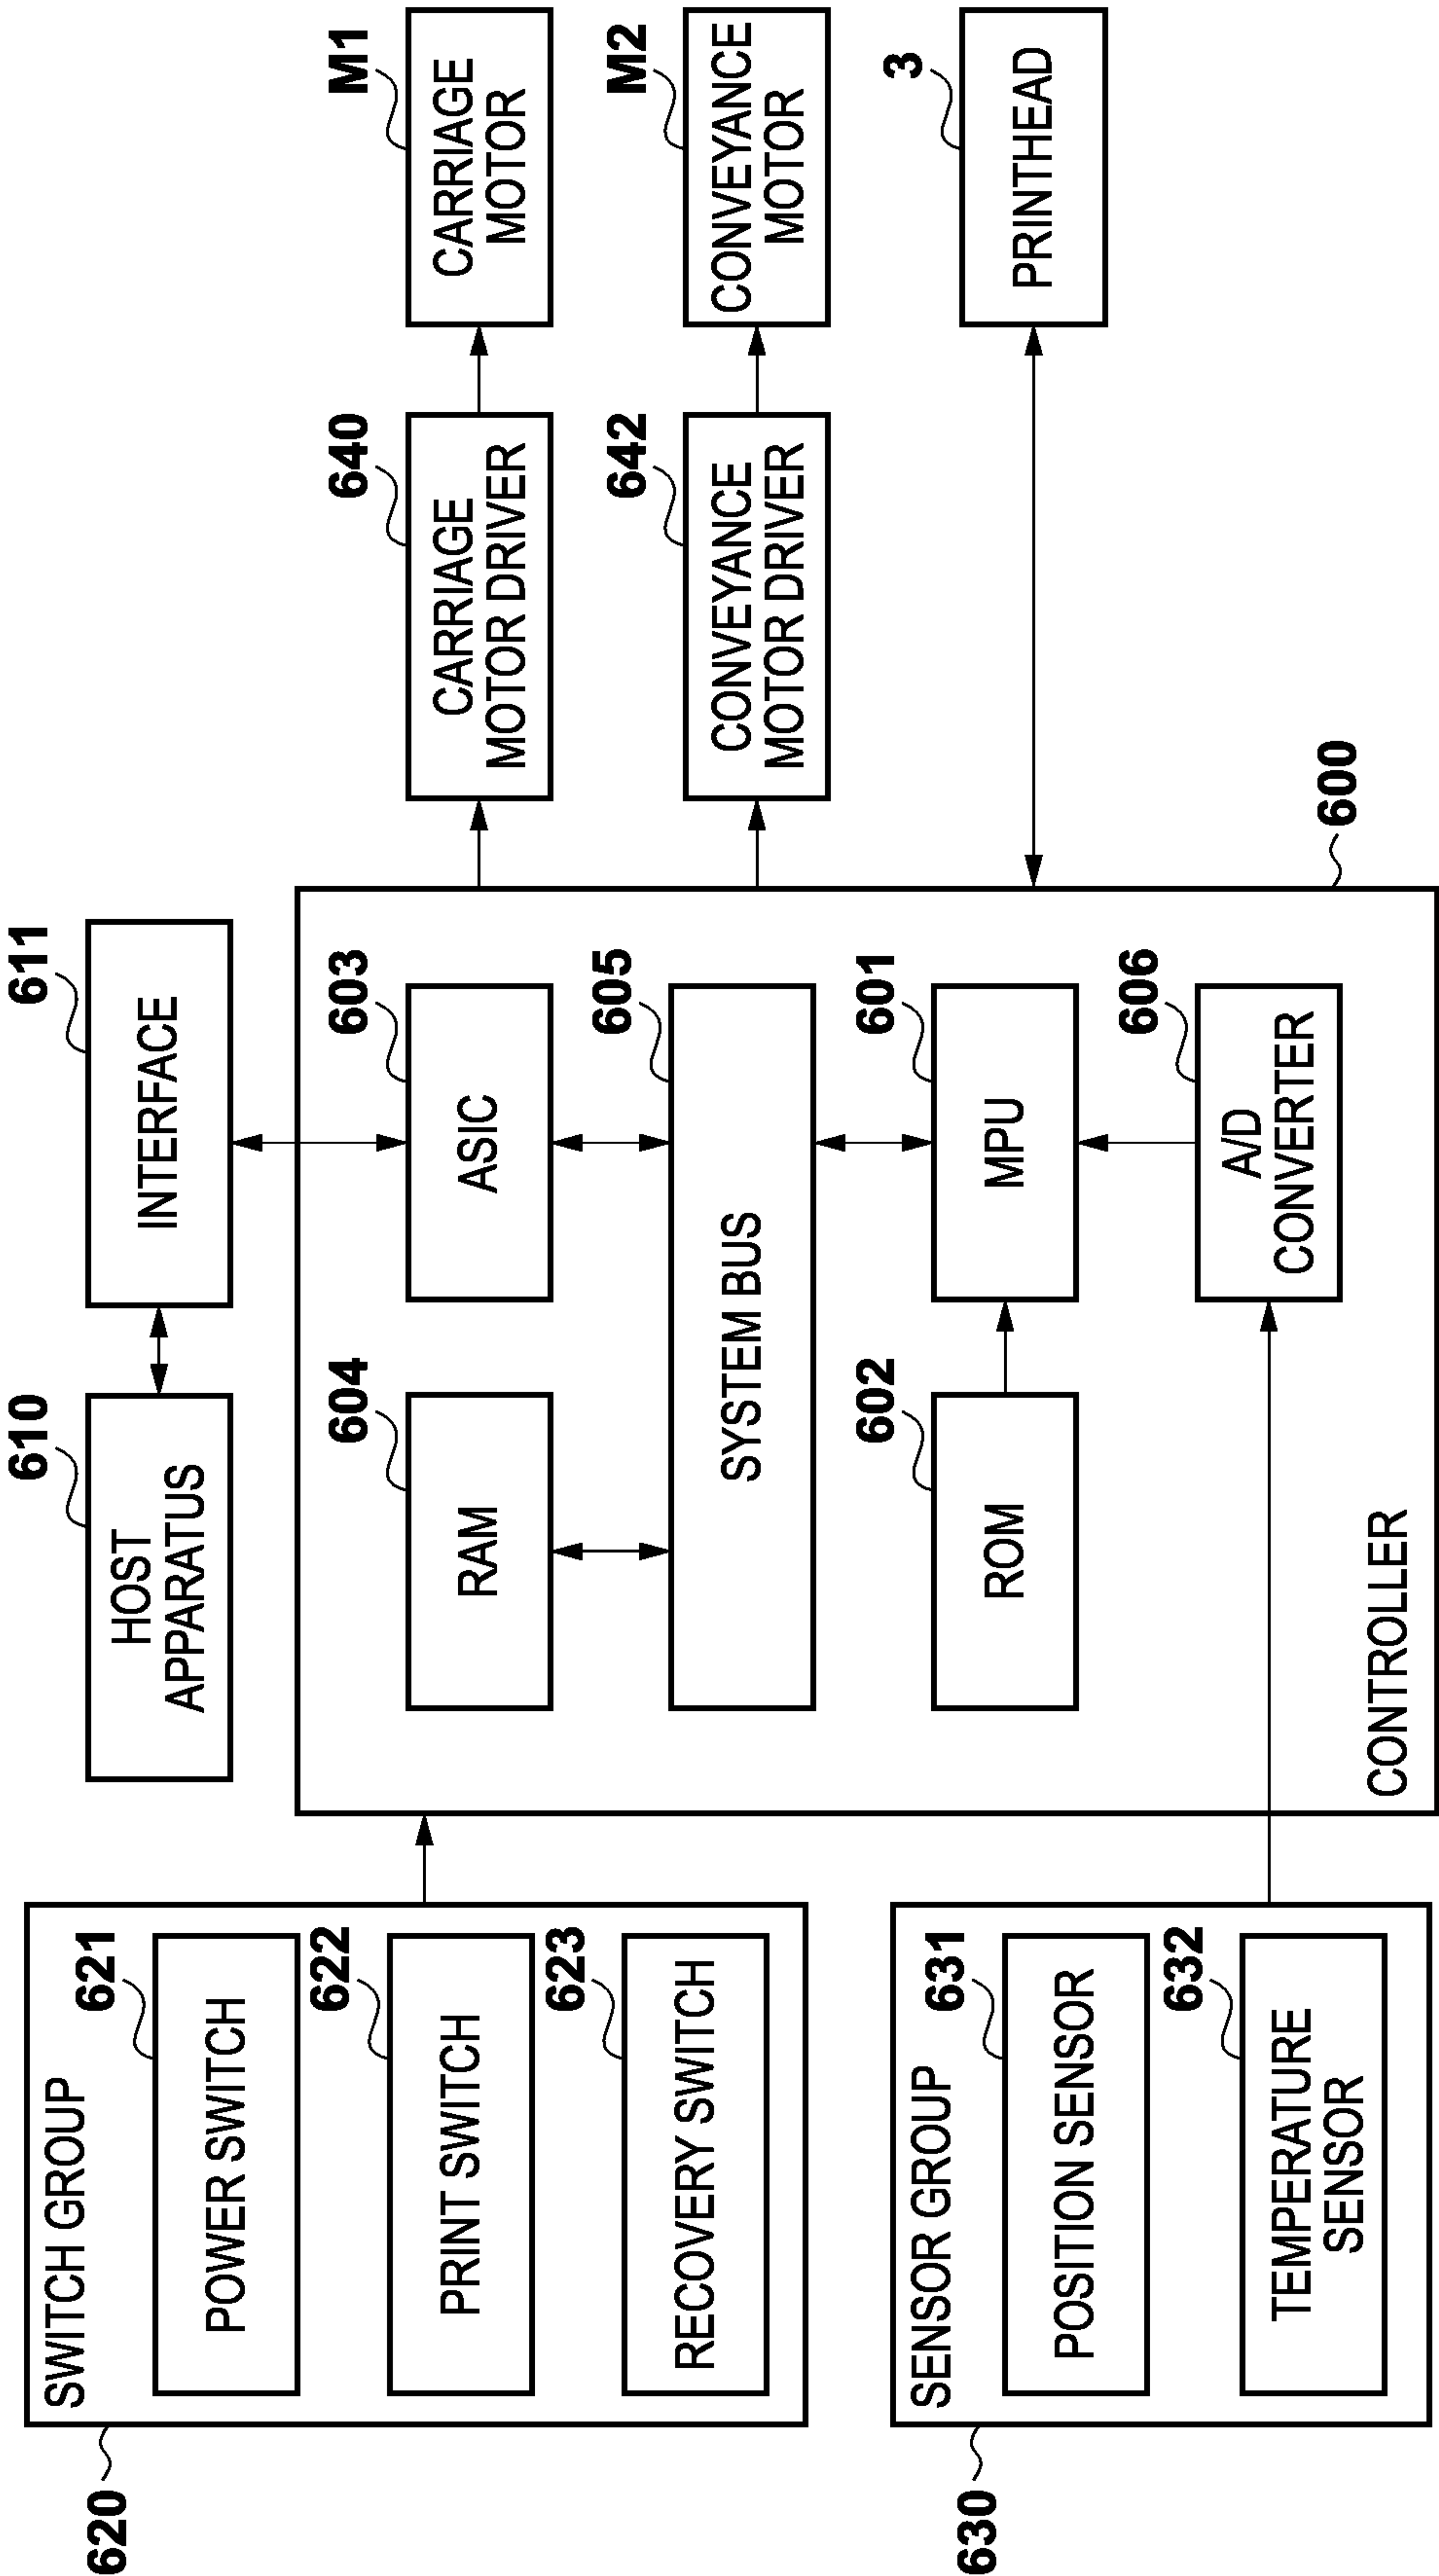 610
HOST
APPARATUS
611
INTERFACE
620
SWITCH GROUP
621
POWER SWITCH
622
PRINT SWITCH
623
RECOVERY SWITCH
630
SENSOR GROUP
631
POSITION SENSOR
632
TEMPERATURE
SENSOR
604
RAM
603
ASIC
605
SYSTEM BUS
602
ROM
601
MPU
606
A/D
CONVERTER
CONTROLLER
600
640
CARRIAGE
MOTOR DRIVER
M1
CARRIAGE
MOTOR
642
CONVEYANCE
MOTOR DRIVER
M2
CONVEYANCE
MOTOR
3
PRINTHEAD